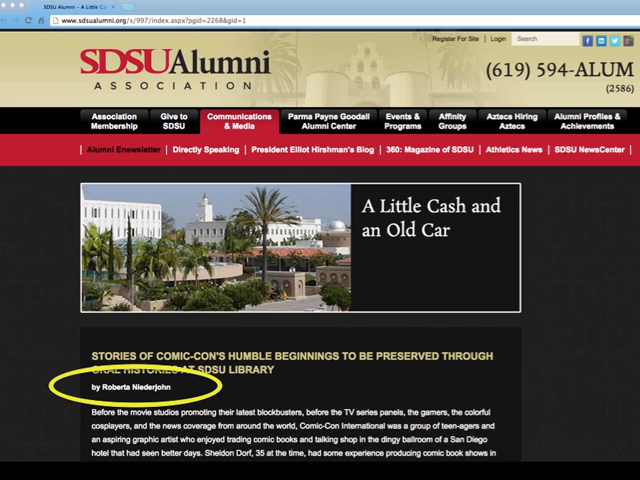 SDSU Alumni – A Little Ca
www.sdsualumni.org/s/997/index.aspx?pgid=2268&gid=1
Register For Site | Login Search
SDSUAlumni
ASSOCIATION
(619) 594-ALUM
(2586)
Association Membership
Give to SDSU
Communications & Media
Parma Payne Goodall Alumni Center
Events & Programs
Affinity Groups
Aztecs Hiring Aztecs
Alumni Profiles & Achievements
| Alumni Enewsletter | Directly Speaking | President Elliot Hirshman's Blog | 360: Magazine of SDSU | Athletics News | SDSU NewsCenter |
A Little Cash and
an Old Car
STORIES OF COMIC-CON'S HUMBLE BEGINNINGS TO BE PRESERVED THROUGH
ORAL HISTORIES AT SDSU LIBRARY
by Roberta Niederjohn
Before the movie studios promoting their latest blockbusters, before the TV series panels, the gamers, the colorful
cosplayers, and the news coverage from around the world, Comic-Con International was a group of teen-agers and
an aspiring graphic artist who enjoyed trading comic books and talking shop in the dingy ballroom of a San Diego
hotel that had seen better days. Sheldon Dorf, 35 at the time, had some experience producing comic book shows in